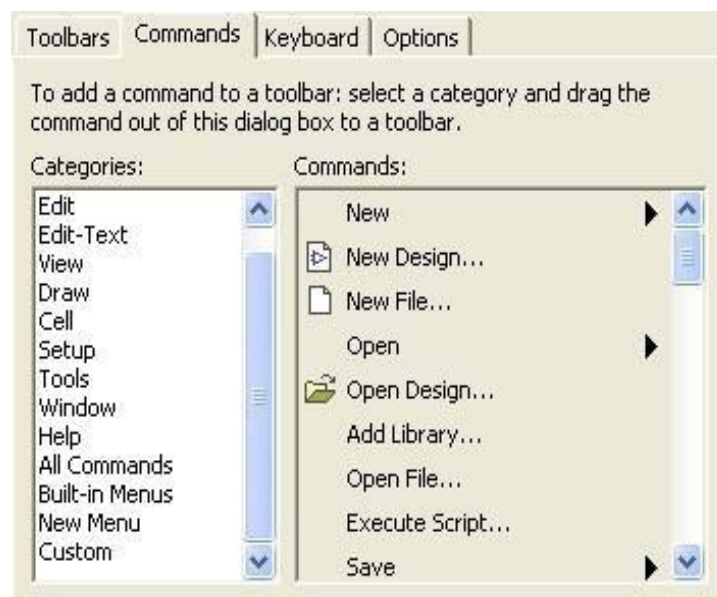 Toolbars Commands Keyboard Options
To add a command to a toolbar: select a category and drag the
command out of this dialog box to a toolbar.
Categories:
Edit
Edit-Text
View
Draw
Cell
Setup
Tools
Window
Help
All Commands
Built-in Menus
New Menu
Custom
Commands:
New
New Design...
New File...
Open
Open Design...
Add Library...
Open File...
Execute Script...
Save